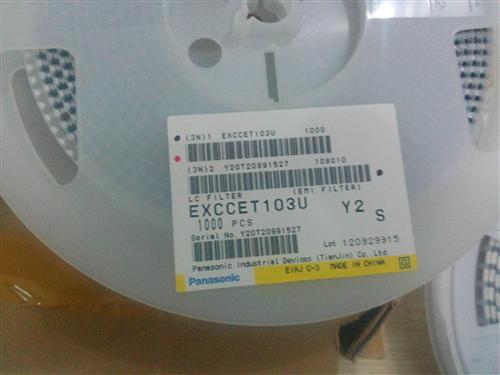 (3N)1 EXCCET103U 1000
(3N)2 Y20T20991527 108010
LC FILTER (EMI FILTER)
EXCCET103U Y2 S
1000 PCS
Serial No. Y20T20991527
Lot 120929915
Panasonic Industrial Devices (TianJin) Co. Ltd.
Panasonic EIAJ C-3 MADE IN CHINA G